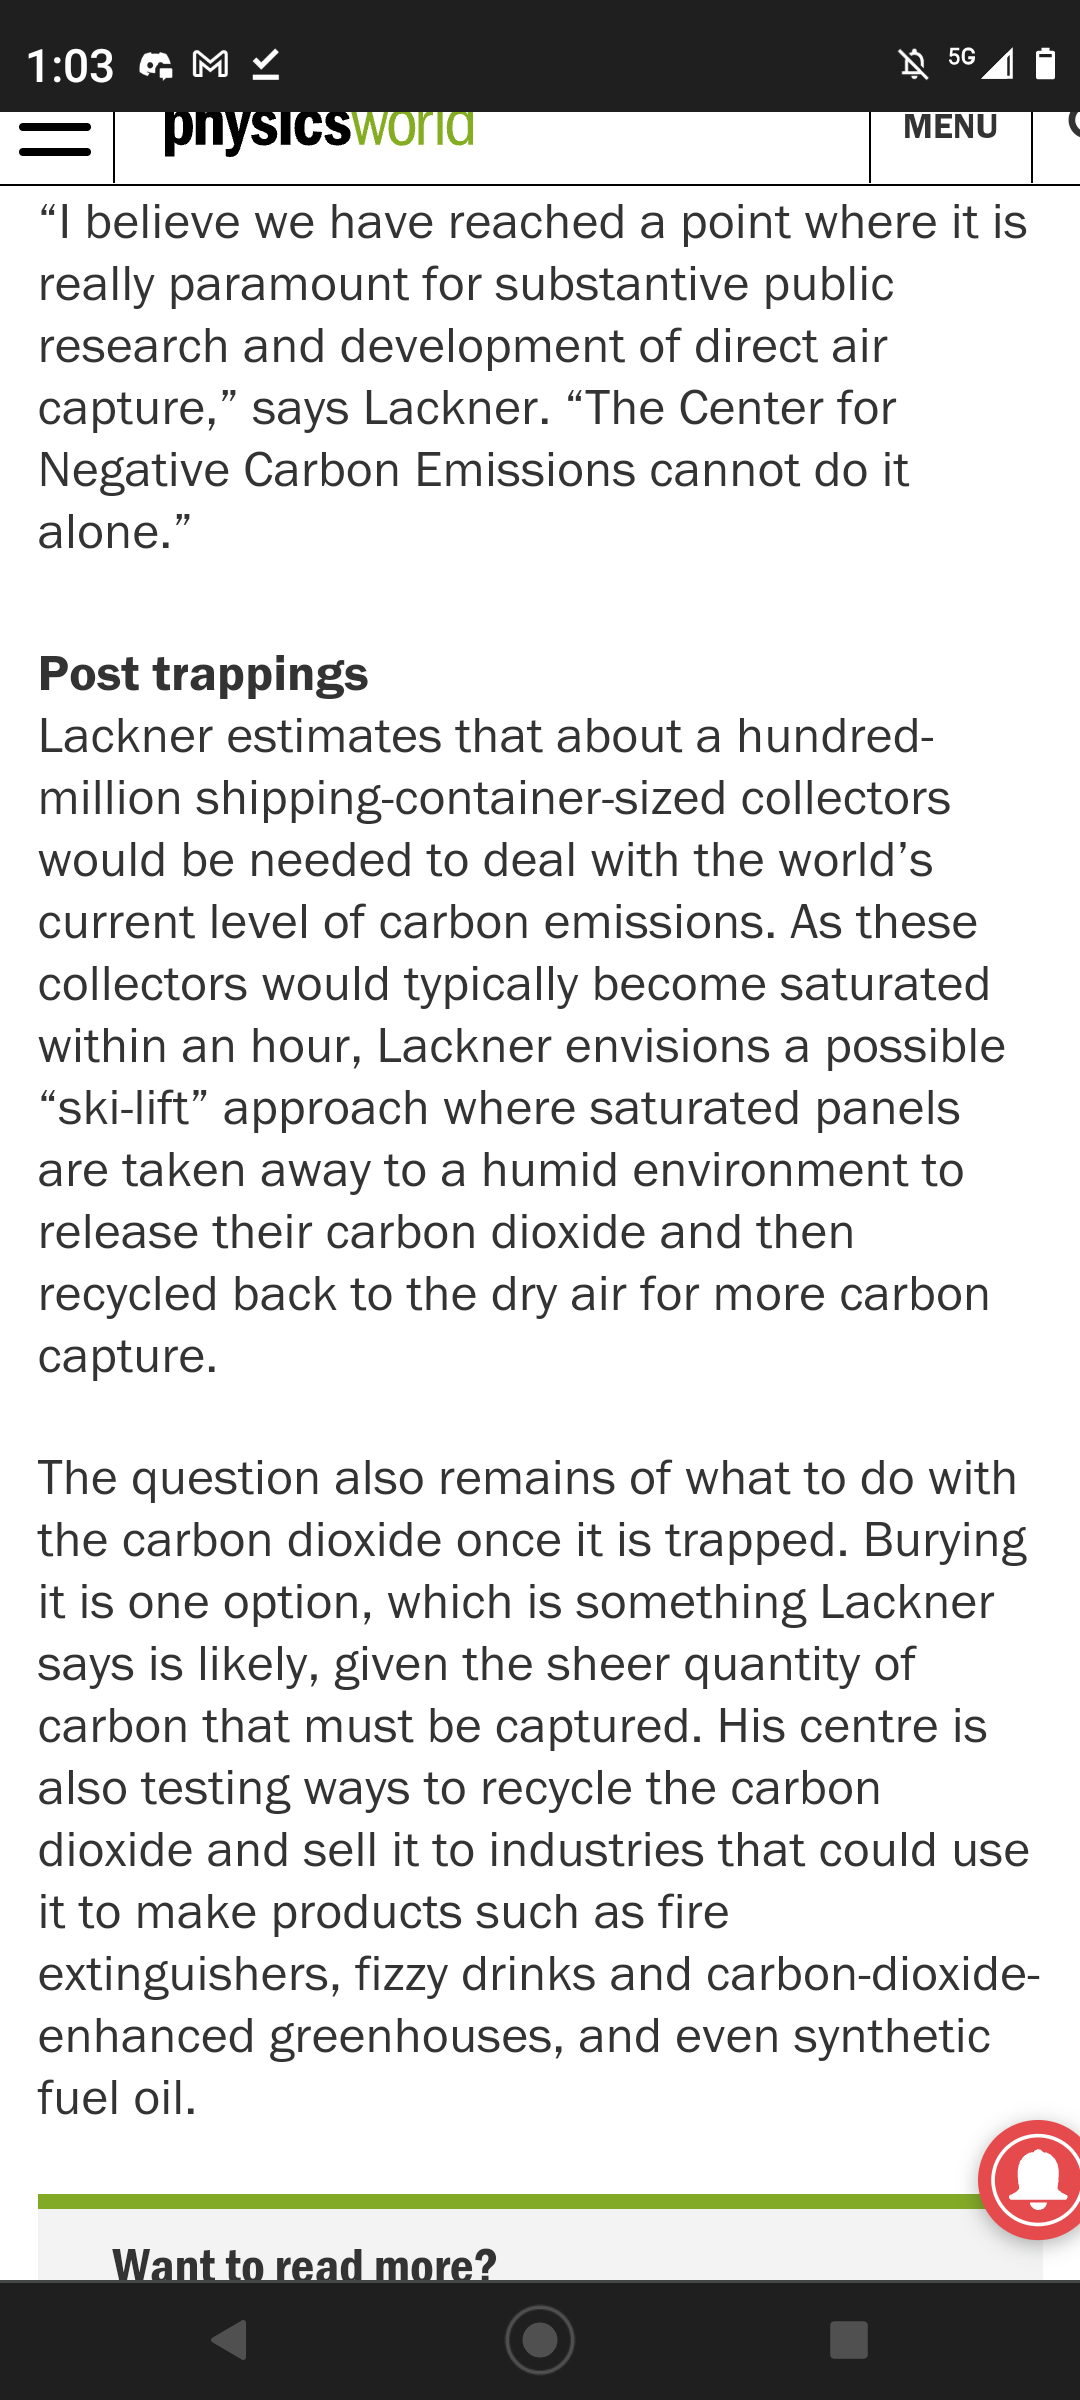 1:03
5G
physicsworld
MENU
“I believe we have reached a point where it is
really paramount for substantive public
research and development of direct air
capture,” says Lackner. “The Center for
Negative Carbon Emissions cannot do it
alone.”
Post trappings
Lackner estimates that about a hundred-
million shipping-container-sized collectors
would be needed to deal with the world’s
current level of carbon emissions. As these
collectors would typically become saturated
within an hour, Lackner envisions a possible
“ski-lift” approach where saturated panels
are taken away to a humid environment to
release their carbon dioxide and then
recycled back to the dry air for more carbon
capture.
The question also remains of what to do with
the carbon dioxide once it is trapped. Burying
it is one option, which is something Lackner
says is likely, given the sheer quantity of
carbon that must be captured. His centre is
also testing ways to recycle the carbon
dioxide and sell it to industries that could use
it to make products such as fire
extinguishers, fizzy drinks and carbon-dioxide-
enhanced greenhouses, and even synthetic
fuel oil.
Want to read more?